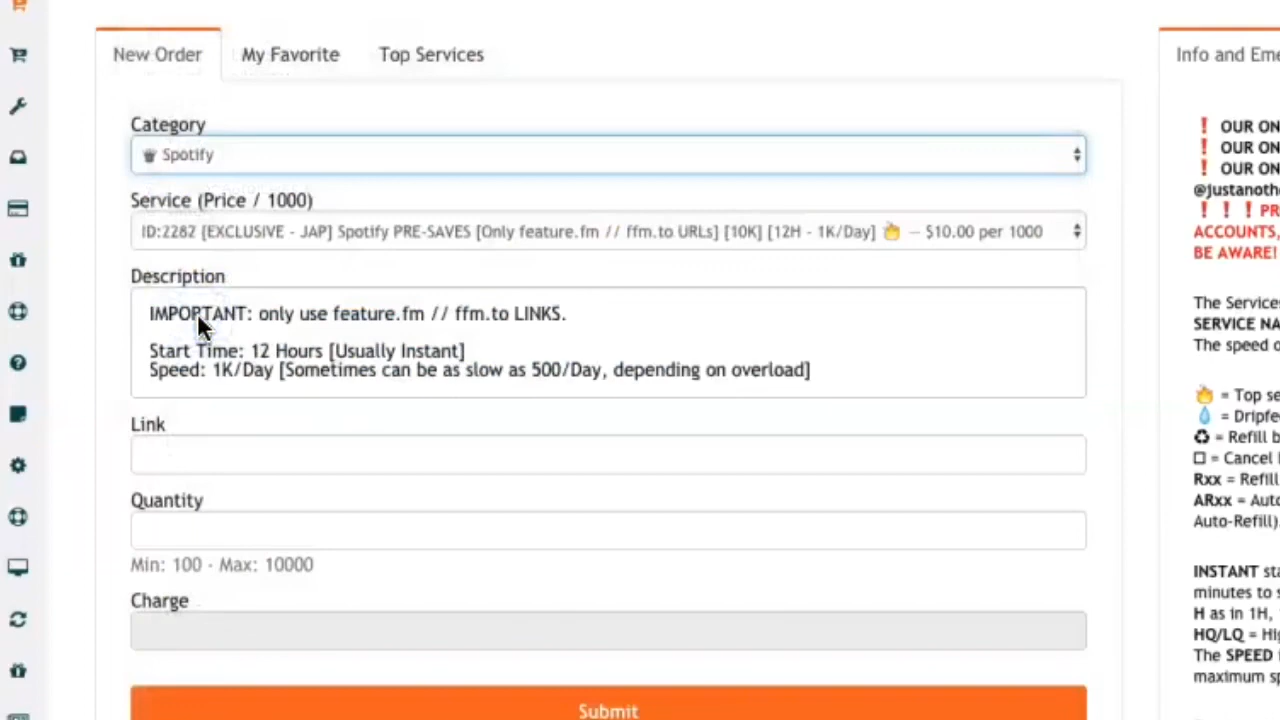 New Order
My Favorite
Top Services
Category
Spotify
Service (Price / 1000)
ID:2282 [EXCLUSIVE - JAP] Spotify PRE-SAVES [Only feature.fm // ffm.to URLs] [10K] [12H - 1K/Day] 🔥 — $10.00 per 1000
Description
IMPORTANT: only use feature.fm // ffm.to LINKS.
Start Time: 12 Hours [Usually Instant]
Speed: 1K/Day [Sometimes can be as slow as 500/Day, depending on overload]
Link
Quantity
Min: 100 - Max: 10000
Charge
Submit
Info and Eme
❗ OUR ON
❗ OUR ON
❗ OUR ON
@justanoth
❗❗❗PR
ACCOUNTS,
BE AWARE!
The Service
SERVICE NA
The speed o
🔥 = Top se
💧 = Dripfe
♻ = Refill b
☐ = Cancel
Rxx = Refill
ARxx = Auto
Auto-Refill)
INSTANT sta
minutes to s
H as in 1H,
HQ/LQ = Hi
The SPEED
maximum sp